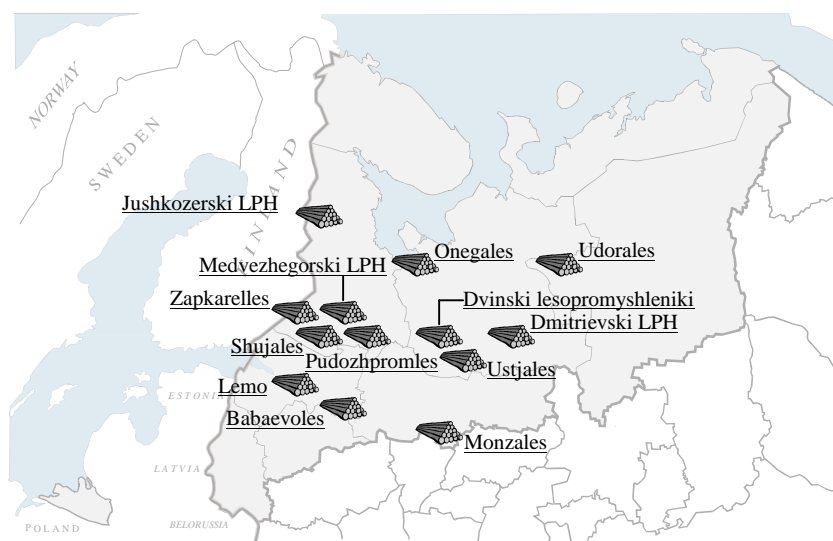 NORWAY
SWEDEN
FINLAND
Jushkozerski LPH
Onegales
Udorales
Medvezhegorski LPH
Zapkarelles
Dvinski lesopromyshleniki
Dmitrievski LPH
Shujales
Pudozhpromles
Ustjales
Lemo
ESTONIA
Babaevoles
Monzales
LATVIA
POLAND
BELORUSSIA